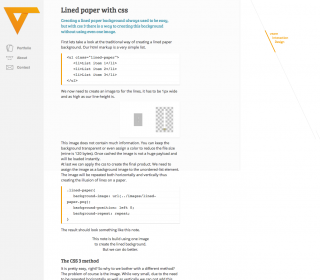 Lined paper with css
Creating a lined paper background always used to be easy,
but with css3 there is a way to creating this background
without using even one image.
Portfolio
About
Contact
First lets take a look at the traditional way of creating a lined paper
background. Our html markup is a very simple list.
<ul class="lined-paper">
<li>List item 1</li>
<li>List item 2</li>
<li>List item 3</li>
</ul>
We now need to create an image to for the lines, it has to be 1px wide
and as high as our line height is.
This image does not contain much information. You can keep the
background transparent or even assign a color to reduce the file size
(mine is 120 bytes). Once cached the image is not a huge payload and
will be loaded instantly.
At last we can apply the css to create the final product. We need to
assign the image as a background image to the unordered list element.
The image will be repeated both horizontally and vertically thus
creating the illusion of lines on a paper.
.lined-paper{
background-image: url(../images/lined-
paper.png);
background-position: left 0;
background-repeat: repeat;
}
The result should look something like this note.
This note is build using one image
to create the lined background.
But we can do better.
The CSS 3 method
It is pretty easy, right? So why to we bother with a different method?
The problem of course is the image. Albeit very small, due to the need